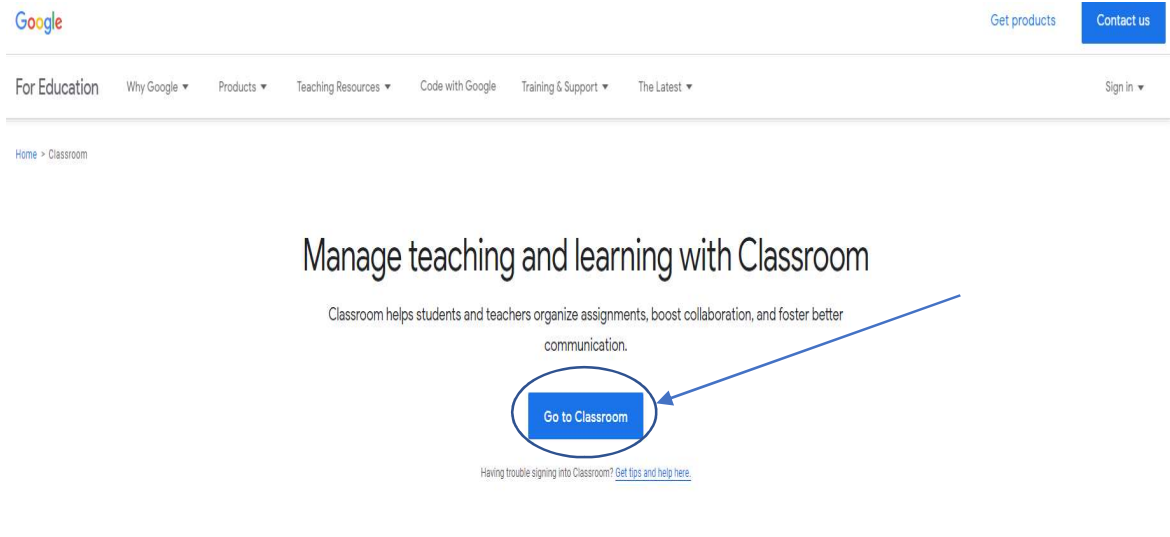 Google
Get products
Contact us
For Education
Why Google
Products
Teaching Resources
Code with Google
Training & Support
The Latest
Sign in
Home > Classroom
Manage teaching and learning with Classroom
Classroom helps students and teachers organize assignments, boost collaboration, and foster better
communication.
Go to Classroom
Having trouble signing into Classroom? Get tips and help here.